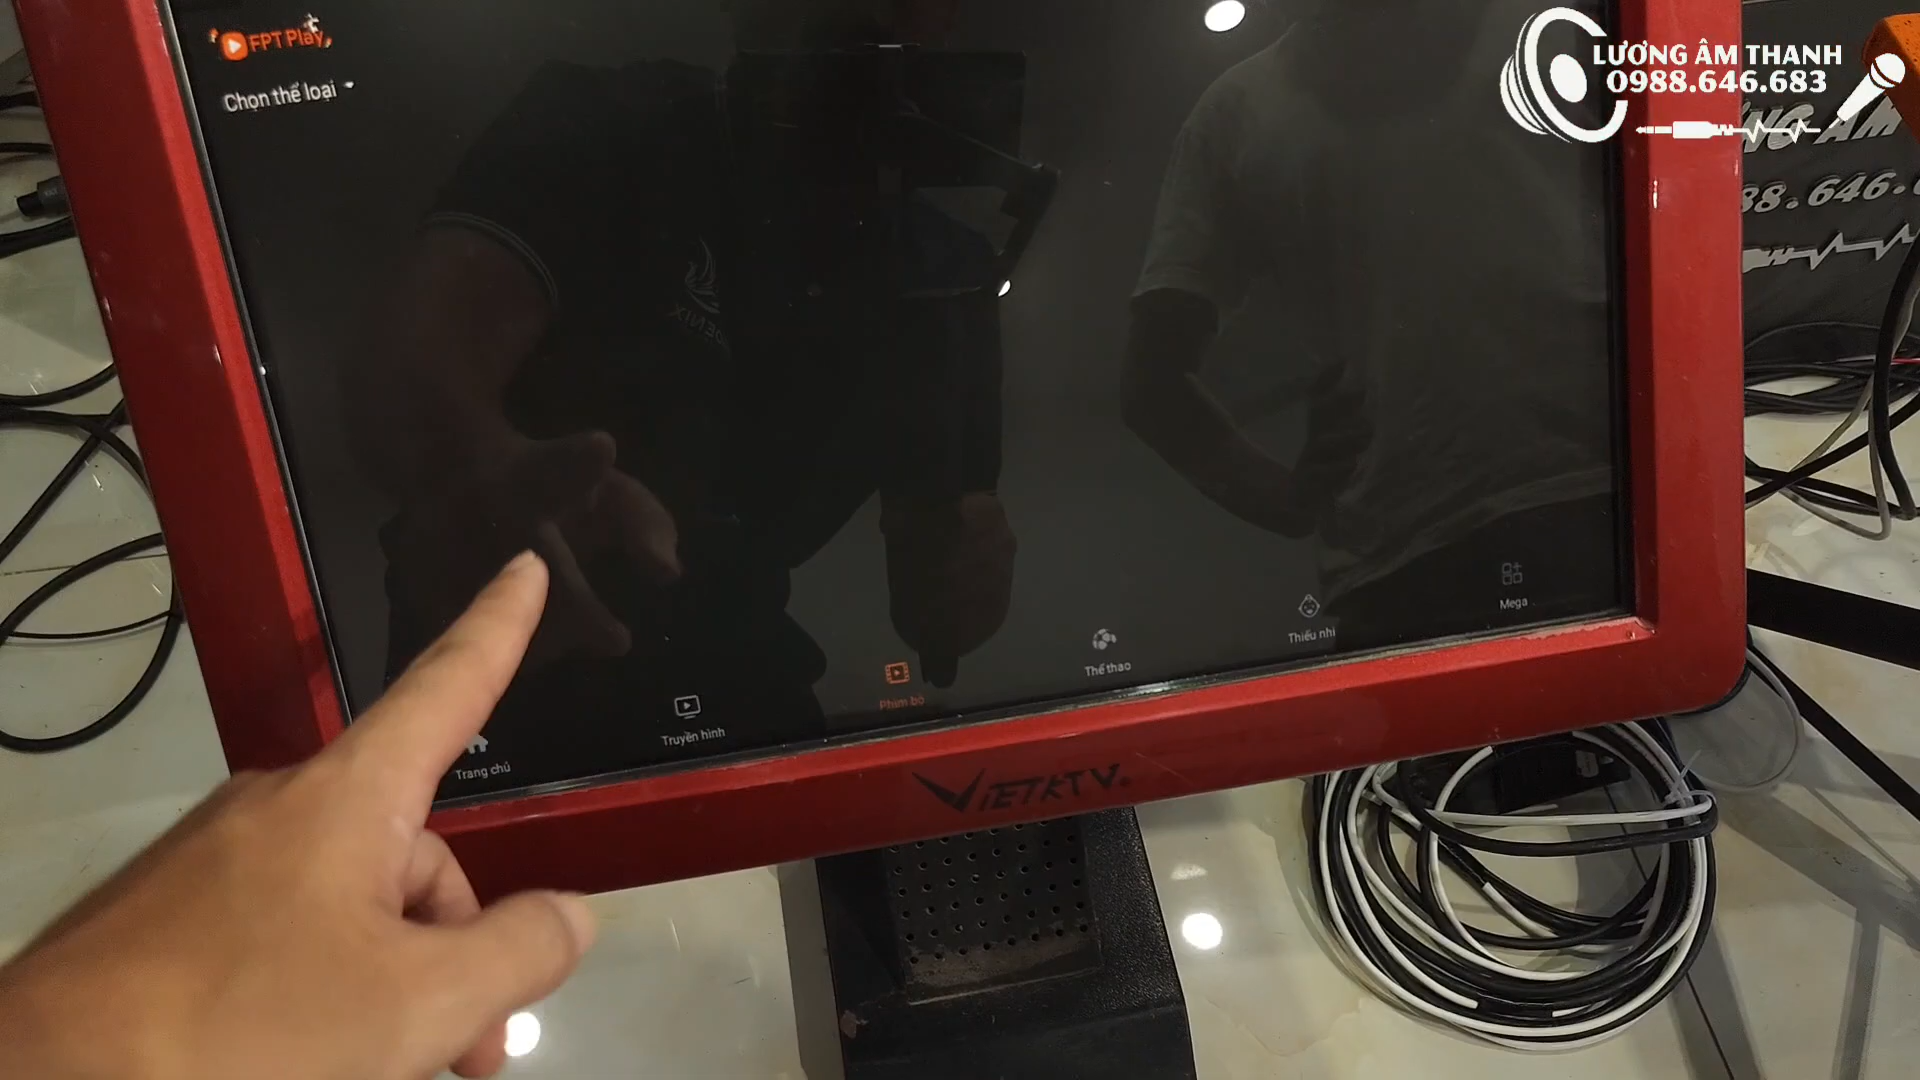 FPT Play
Chọn thể loại
LƯƠNG ÂM THANH
0988.646.683
Trang chủ
Truyền hình
Phim bộ
Thể thao
Thiếu nhi
Mega
VIETKTV